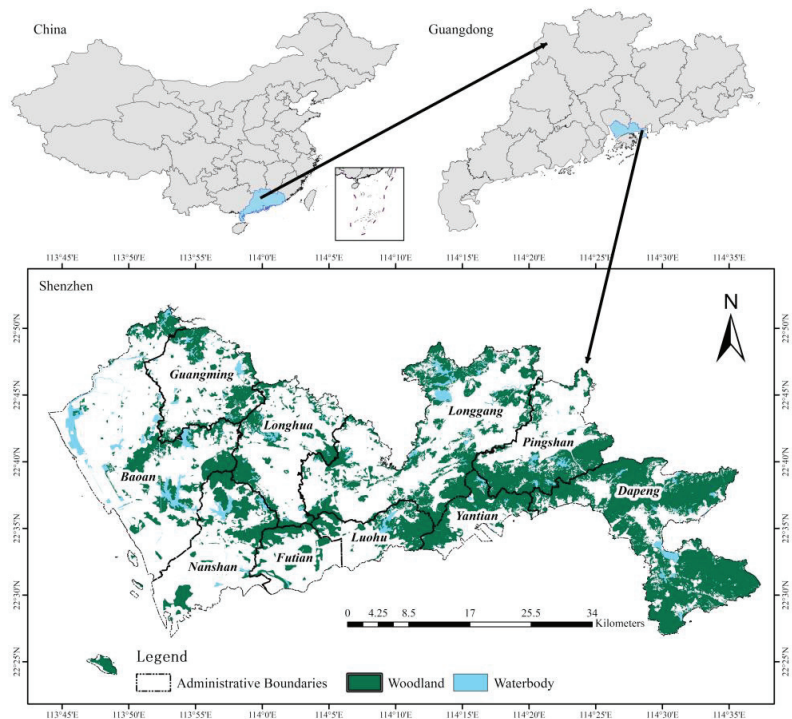 China
Guangdong
113°45'E 113°50'E 113°55'E 114°0'E 114°5'E 114°10'E 114°15'E 114°20'E 114°25'E 114°30'E 114°35'E
Shenzhen
N
22°50'N 22°50'N
Guangming
22°45'N 22°45'N
Longhua
Longgang
Pingshan
22°40'N 22°40'N
Baoan
Dapeng
Yantian
22°35'N 22°35'N
Luohu
Futian
Nanshan
22°30'N 22°30'N
0 4.25 8.5 17 25.5 34
Kilometers
22°25'N 22°25'N
Legend
Administrative Boundaries Woodland Waterbody
113°45'E 113°50'E 113°55'E 114°0'E 114°5'E 114°10'E 114°15'E 114°20'E 114°25'E 114°30'E 114°35'E